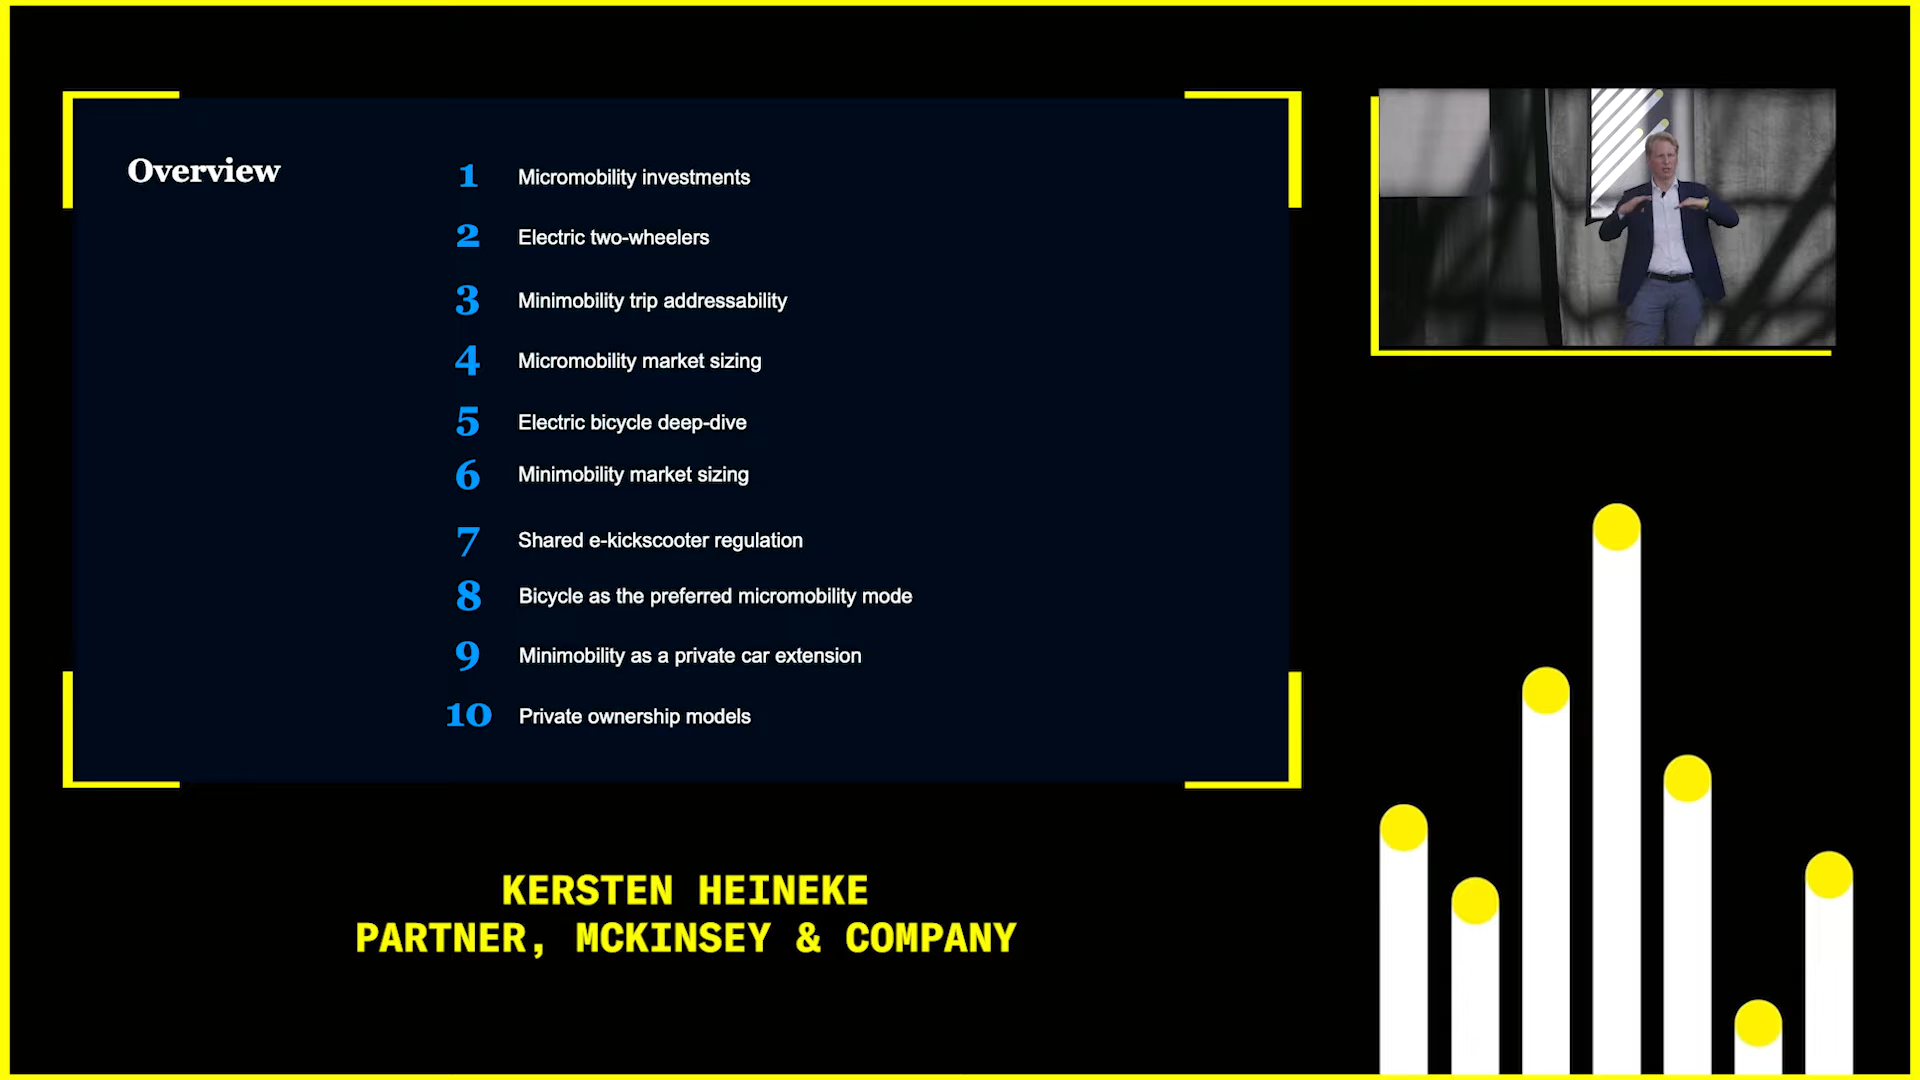 Overview
1 Micromobility investments
2 Electric two-wheelers
3 Minimobility trip addressability
4 Micromobility market sizing
5 Electric bicycle deep-dive
6 Minimobility market sizing
7 Shared e-kickscooter regulation
8 Bicycle as the preferred micromobility mode
9 Minimobility as a private car extension
10 Private ownership models
KERSTEN HEINEKE
PARTNER, MCKINSEY & COMPANY